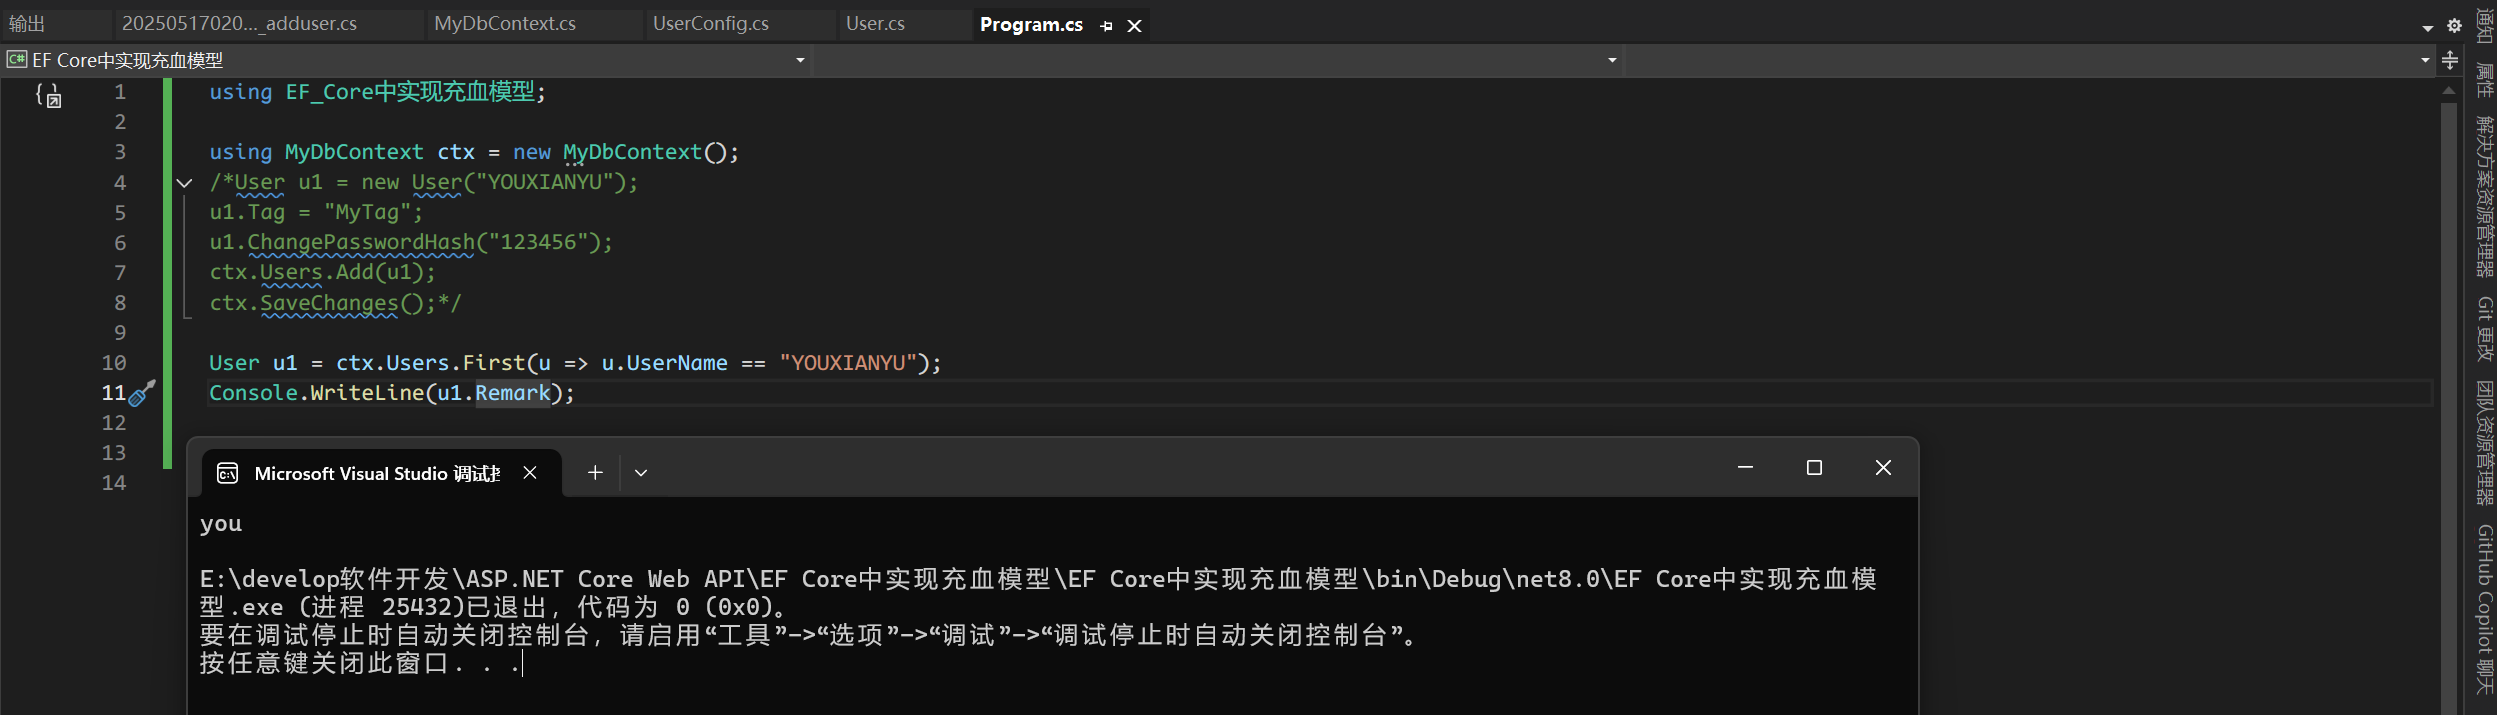 输出 20250517020..._adduser.cs MyDbContext.cs UserConfig.cs User.cs Program.cs
C# EF Core中实现充血模型
1 using EF_Core中实现充血模型;
2
3 using MyDbContext ctx = new MyDbContext();
4 /*User u1 = new User("YOUXIANYU");
5 u1.Tag = "MyTag";
6 u1.ChangePasswordHash("123456");
7 ctx.Users.Add(u1);
8 ctx.SaveChanges();*/
9
10 User u1 = ctx.Users.First(u => u.UserName == "YOUXIANYU");
11 Console.WriteLine(u1.Remark);
12
13
14
Microsoft Visual Studio 调试控
you
E:\develop软件开发\ASP.NET Core Web API\EF Core中实现充血模型\EF Core中实现充血模型\bin\Debug\net8.0\EF Core中实现充血模
型.exe (进程 25432)已退出，代码为 0 (0x0)。
要在调试停止时自动关闭控制台，请启用“工具”->“选项”->“调试”->“调试停止时自动关闭控制台”。
按任意键关闭此窗口. . .
通知
属性
解决方案资源管理器
Git 更改
团队资源管理器
GitHub Copilot 聊天